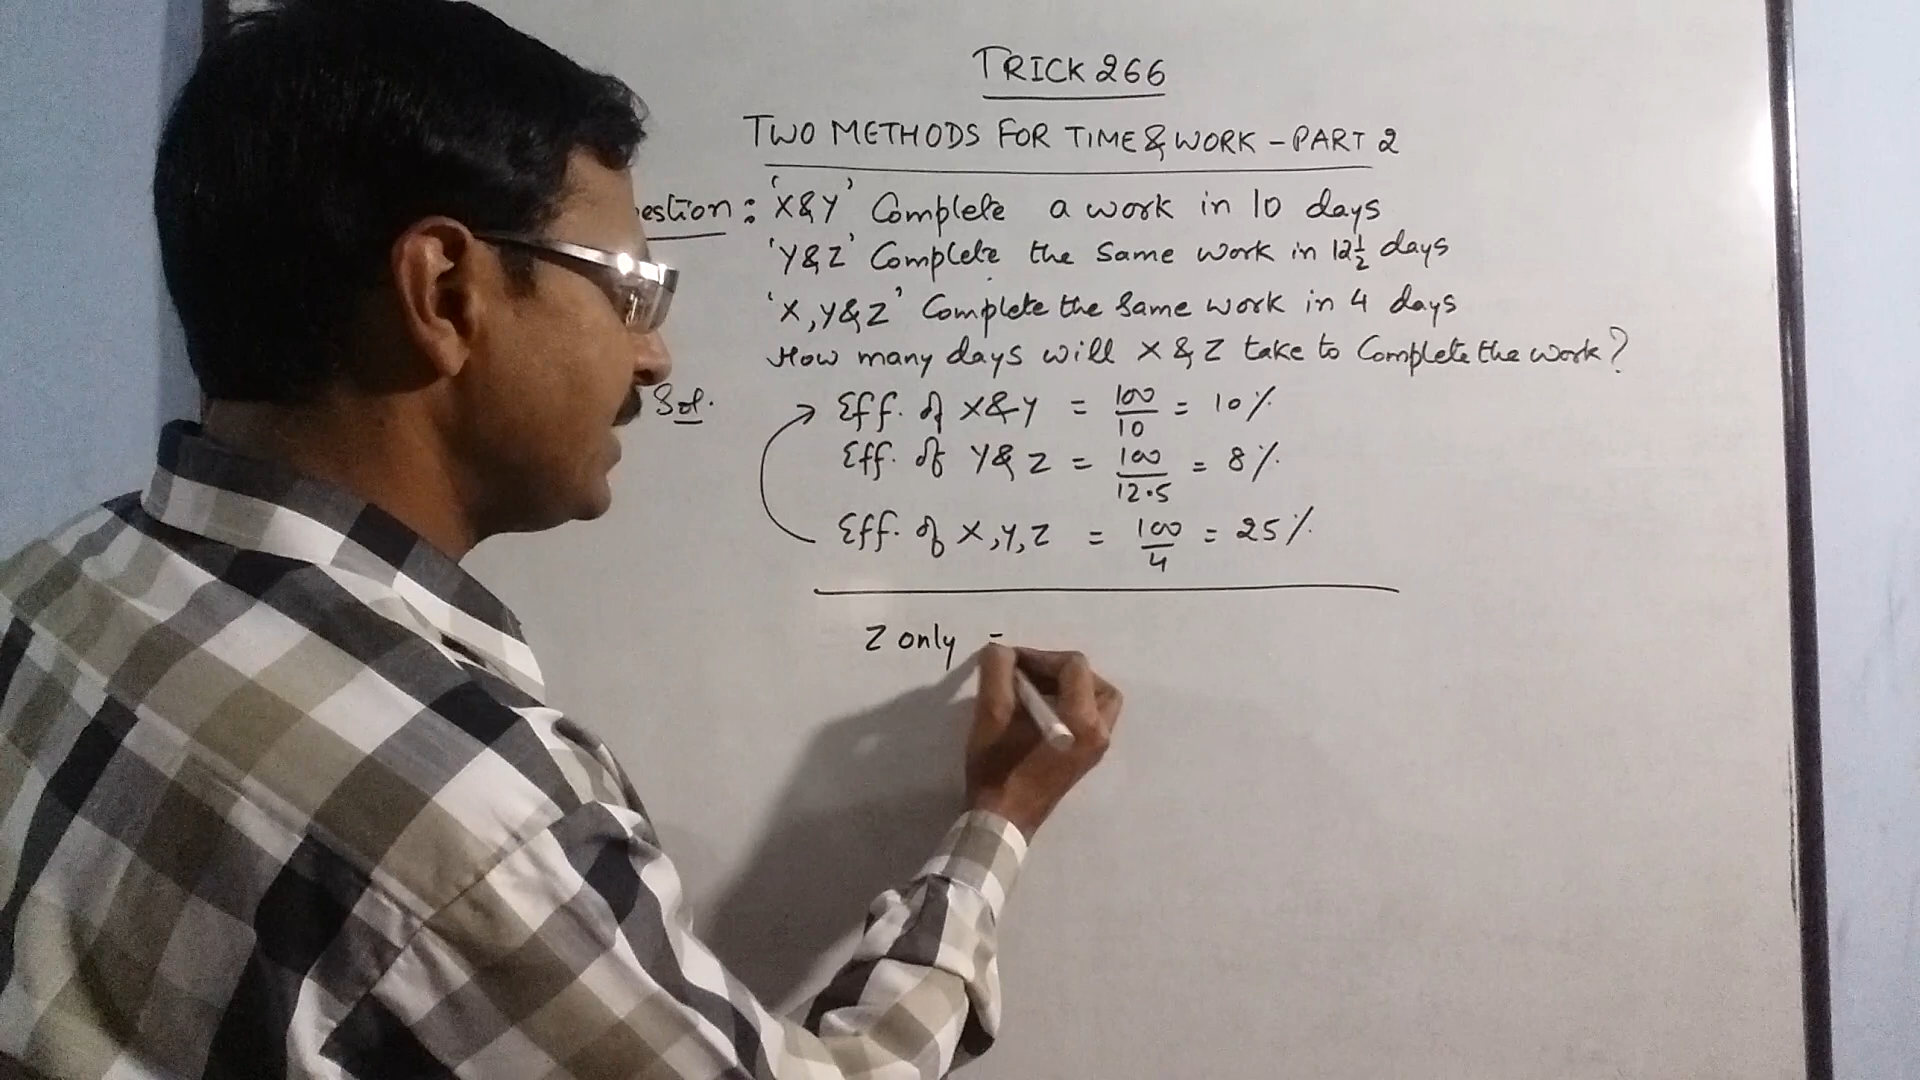 TRICK 266
TWO METHODS FOR TIME & WORK - PART 2
estion: 'X&Y' Complete a work in 10 days
'Y&Z' Complete the same work in 12½ days
'X,Y&Z' Complete the same work in 4 days
How many days will X & Z take to Complete the work?
Sol. Eff. of X&Y = 100/10 = 10%
Eff. of Y&Z = 100/12.5 = 8%
Eff. of X,Y,Z = 100/4 = 25%
Z only =